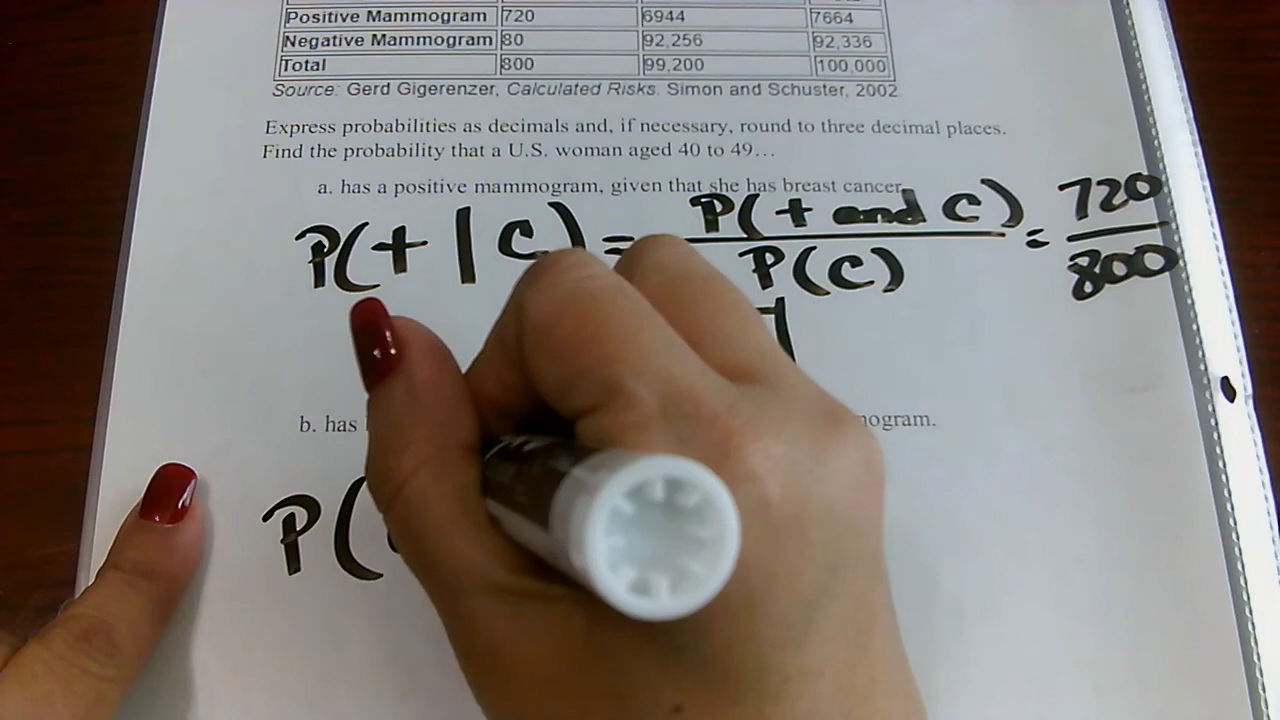 Positive Mammogram 720 6944 7664
Negative Mammogram 80 92,256 92,336
Total 800 99,200 100,000
Source: Gerd Gigerenzer, Calculated Risks. Simon and Schuster, 2002.
Express probabilities as decimals and, if necessary, round to three decimal places.
Find the probability that a U.S. woman aged 40 to 49…
a. has a positive mammogram, given that she has breast cancer.
P(+ | C) = P(+ and C) = 720
P(C) 800
b. has
P(